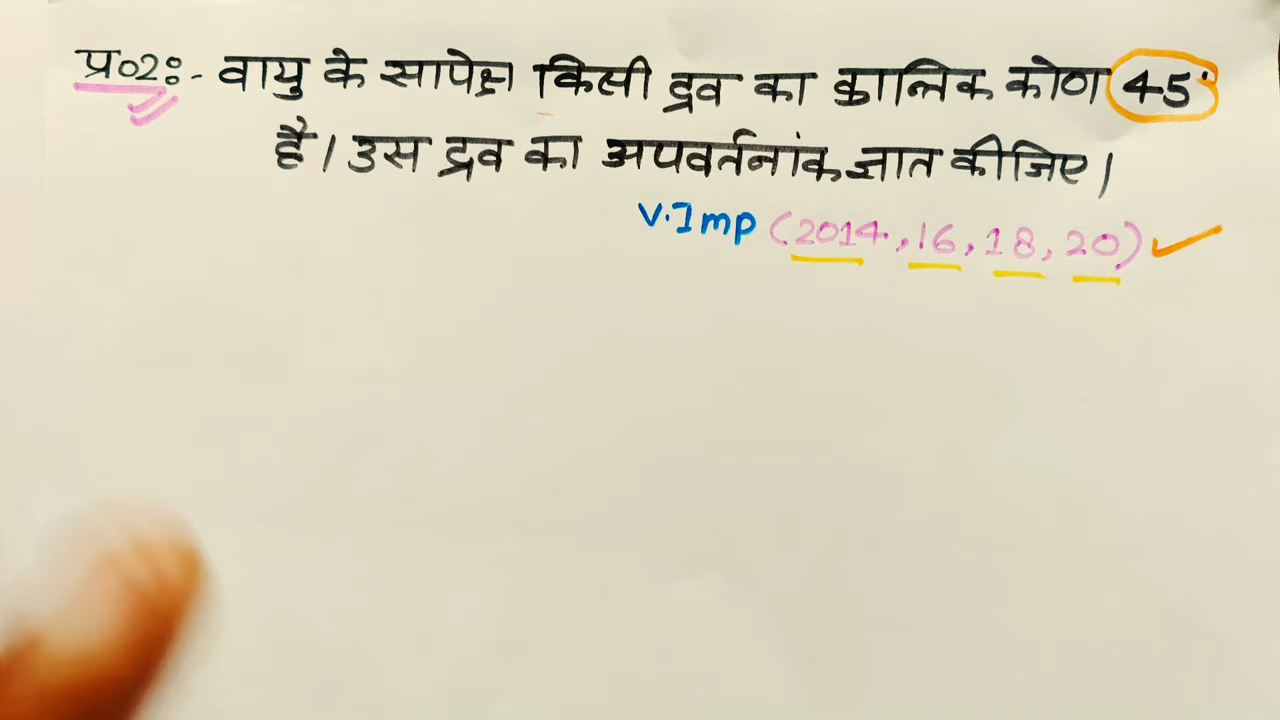 प्र०2ः- वायु के सापेक्ष किसी द्रव का क्रालिक कोण 45°
है। उस द्रव का अपवर्तनांक ज्ञात कीजिए।
V.Imp (2014, 16, 18, 20) ✓